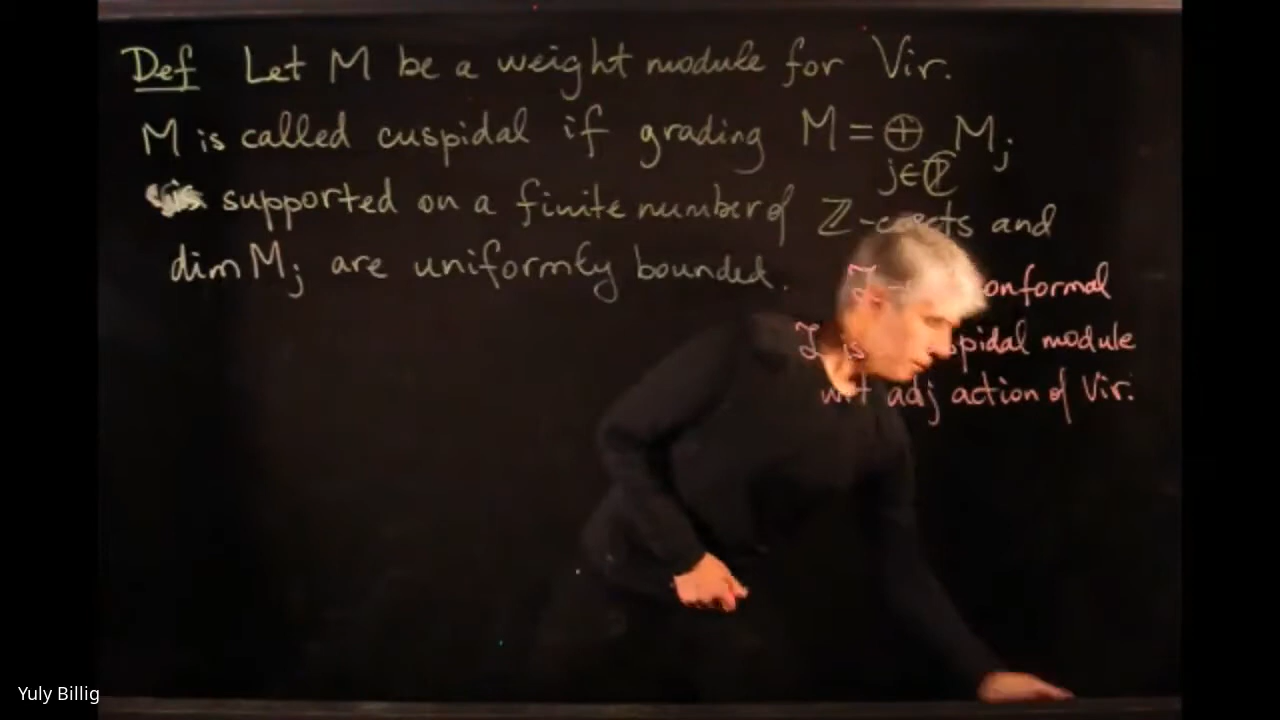 Def Let M be a weight module for Vir.
M is called cuspidal if grading M = ⊕ M_j
j∈ℂ
supported on a finite number of ℤ-cosets and
dim M_j are uniformly bounded.
onformal
is pidal module
wrt adj action of Vir.
Yuly Billig